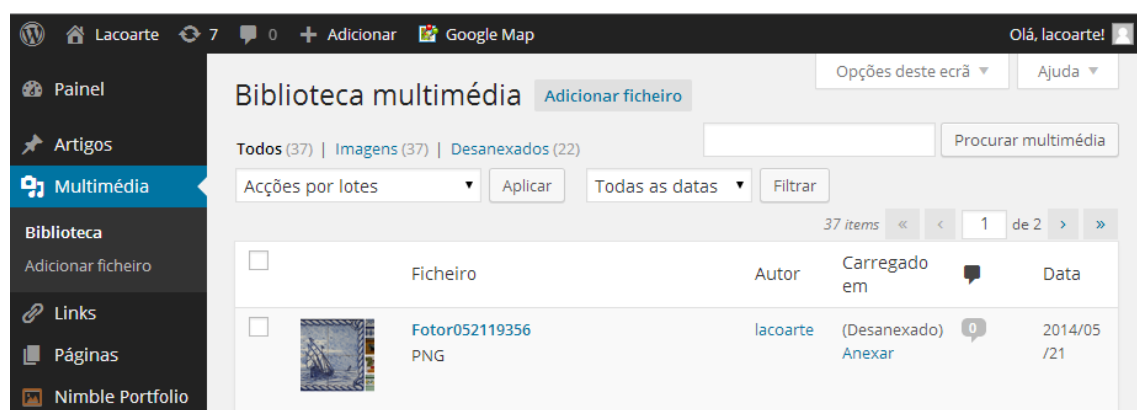 Lacoarte 7 0 + Adicionar Google Map Olá, lacoarte!
Opções deste ecrã Ajuda
Painel
Biblioteca multimédia Adicionar ficheiro
Artigos
Todos (37) | Imagens (37) | Desanexados (22) Procurar multimédia
Multimédia
Acções por lotes Aplicar Todas as datas Filtrar
37 items « ‹ 1 de 2 › »
Biblioteca
Adicionar ficheiro
Ficheiro Autor Carregado em Data
Links
Fotor052119356 lacoarte (Desanexado) 0 2014/05
Páginas
PNG Anexar /21
Nimble Portfolio